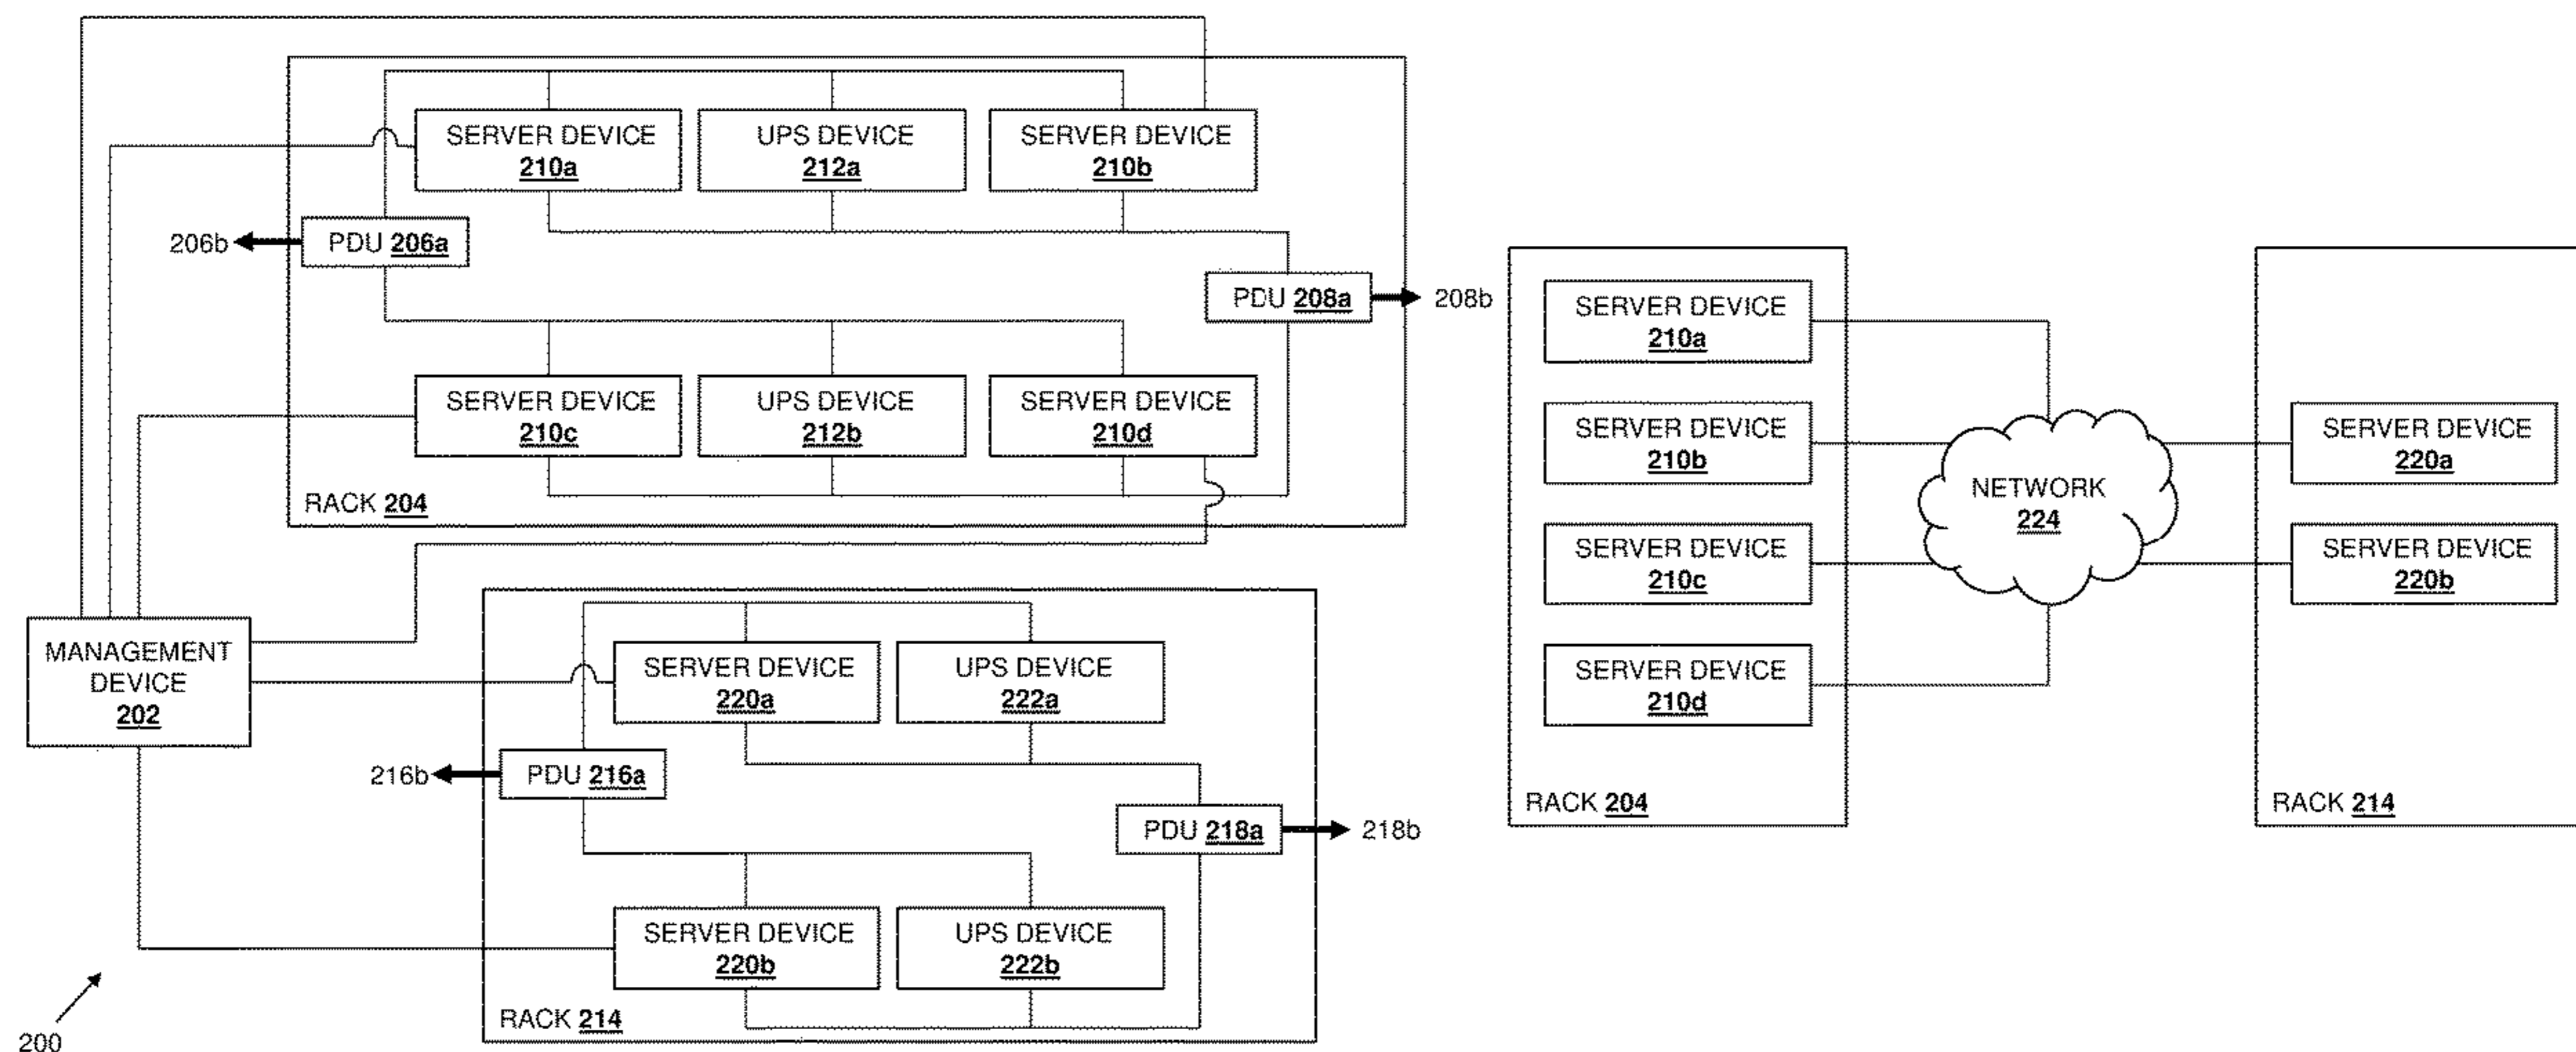 SERVER DEVICE
210a
UPS DEVICE
212a
SERVER DEVICE
210b
206b
PDU 206a
PDU 208a
208b
SERVER DEVICE
210c
UPS DEVICE
212b
SERVER DEVICE
210d
RACK 204
MANAGEMENT
DEVICE
202
SERVER DEVICE
220a
UPS DEVICE
222a
216b
PDU 216a
PDU 218a
218b
SERVER DEVICE
220b
UPS DEVICE
222b
RACK 214
200
SERVER DEVICE
210a
SERVER DEVICE
210b
SERVER DEVICE
210c
SERVER DEVICE
210d
RACK 204
NETWORK
224
SERVER DEVICE
220a
SERVER DEVICE
220b
RACK 214